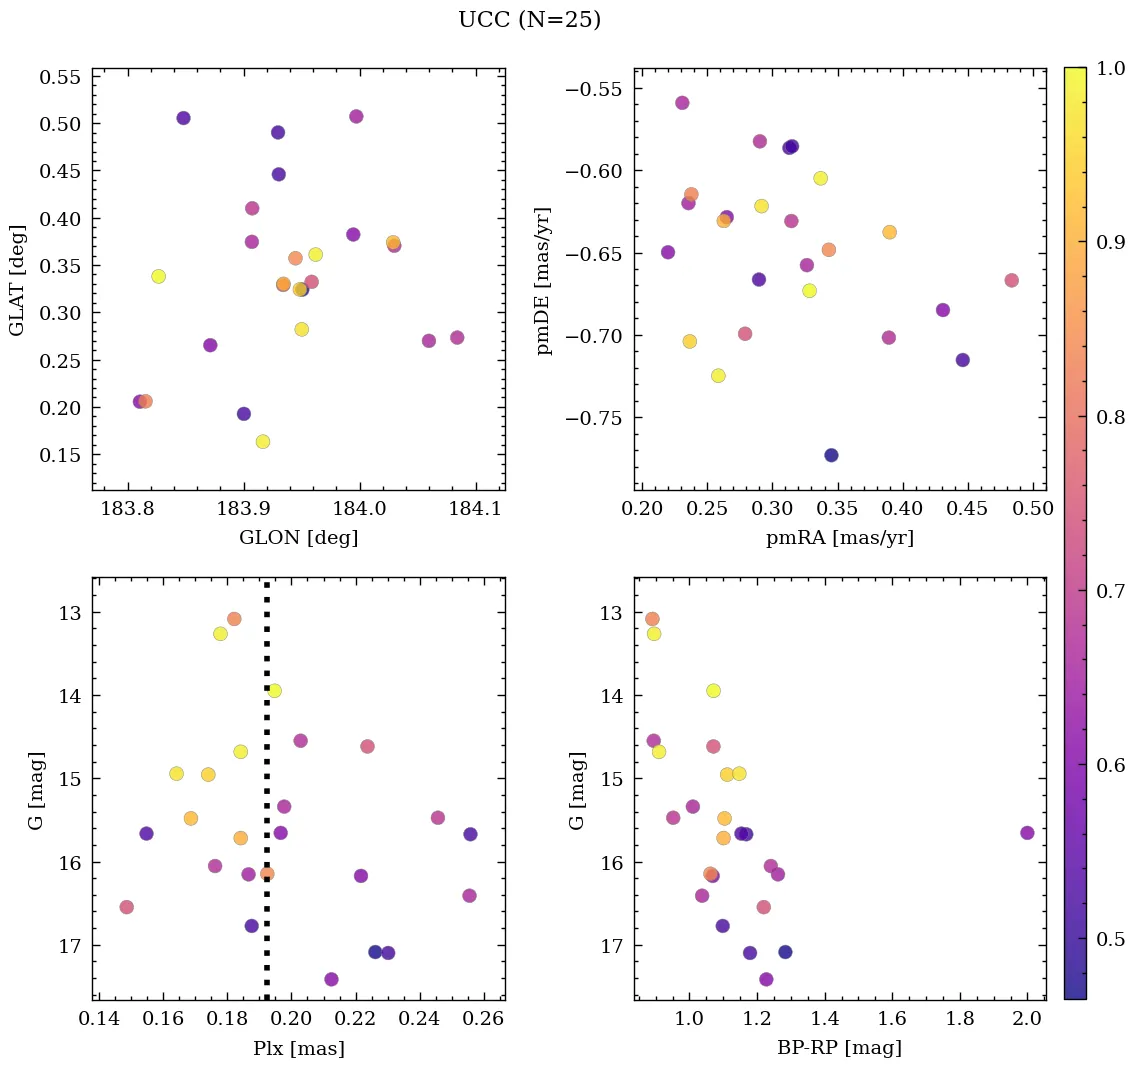 UCC (N=25)
0.55
0.50
0.45
0.40
0.35
0.30
0.25
0.20
0.15
GLAT [deg]
183.8 183.9 184.0 184.1
GLON [deg]
−0.55
−0.60
−0.65
−0.70
−0.75
pmDE [mas/yr]
0.20 0.25 0.30 0.35 0.40 0.45 0.50
pmRA [mas/yr]
1.0
0.9
0.8
0.7
0.6
0.5
13
14
15
16
17
G [mag]
0.14 0.16 0.18 0.20 0.22 0.24 0.26
Plx [mas]
13
14
15
16
17
G [mag]
1.0 1.2 1.4 1.6 1.8 2.0
BP-RP [mag]